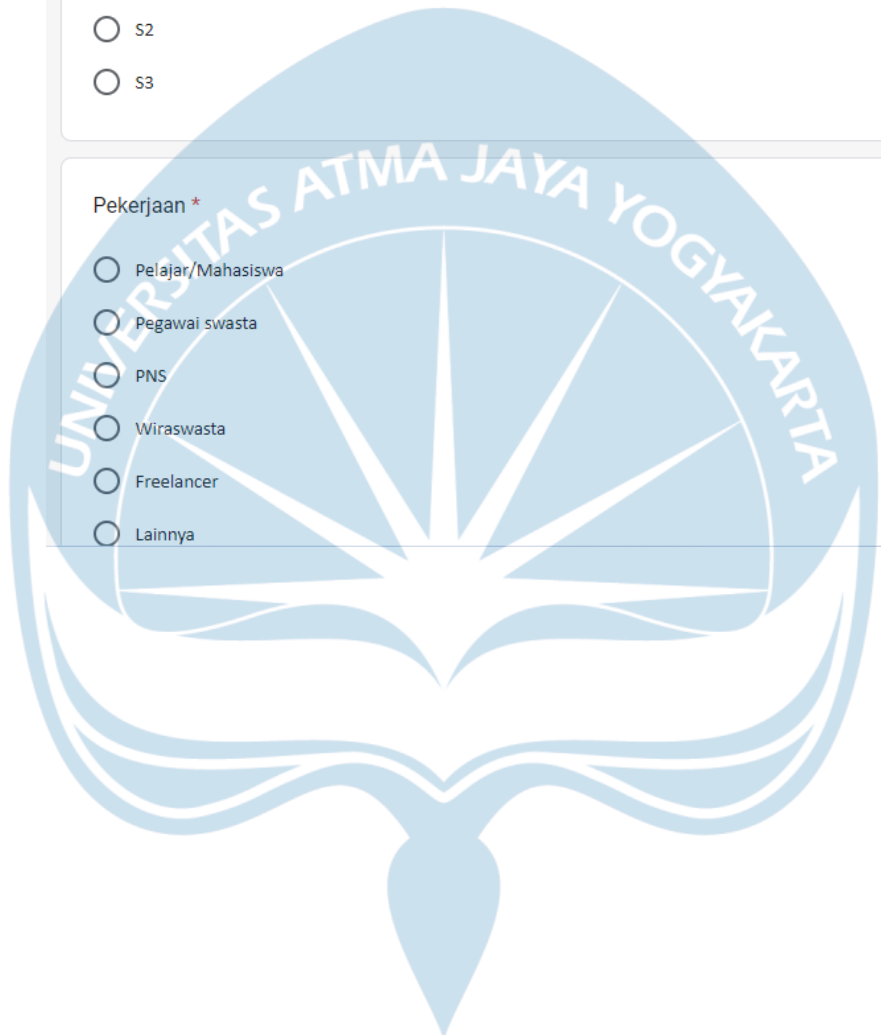 S2
S3
UNIVERSITAS ATMA JAYA YOGYAKARTA
Pekerjaan *
Pelajar/Mahasiswa
Pegawai swasta
PNS
Wiraswasta
Freelancer
Lainnya